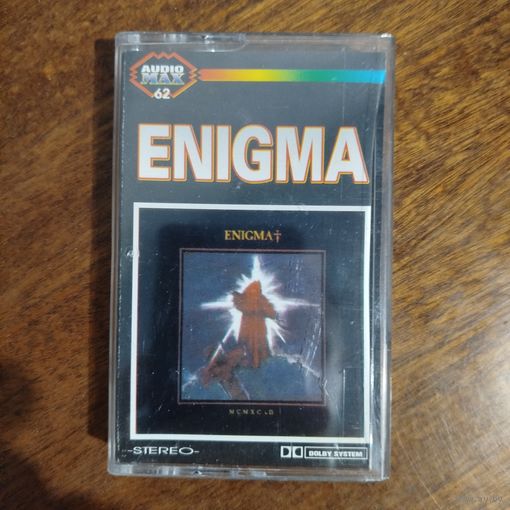 AUDIO
MAX
62
ENIGMA
ENIGMA†
MCMXC a.D
-STEREO-
DOLBY SYSTEM